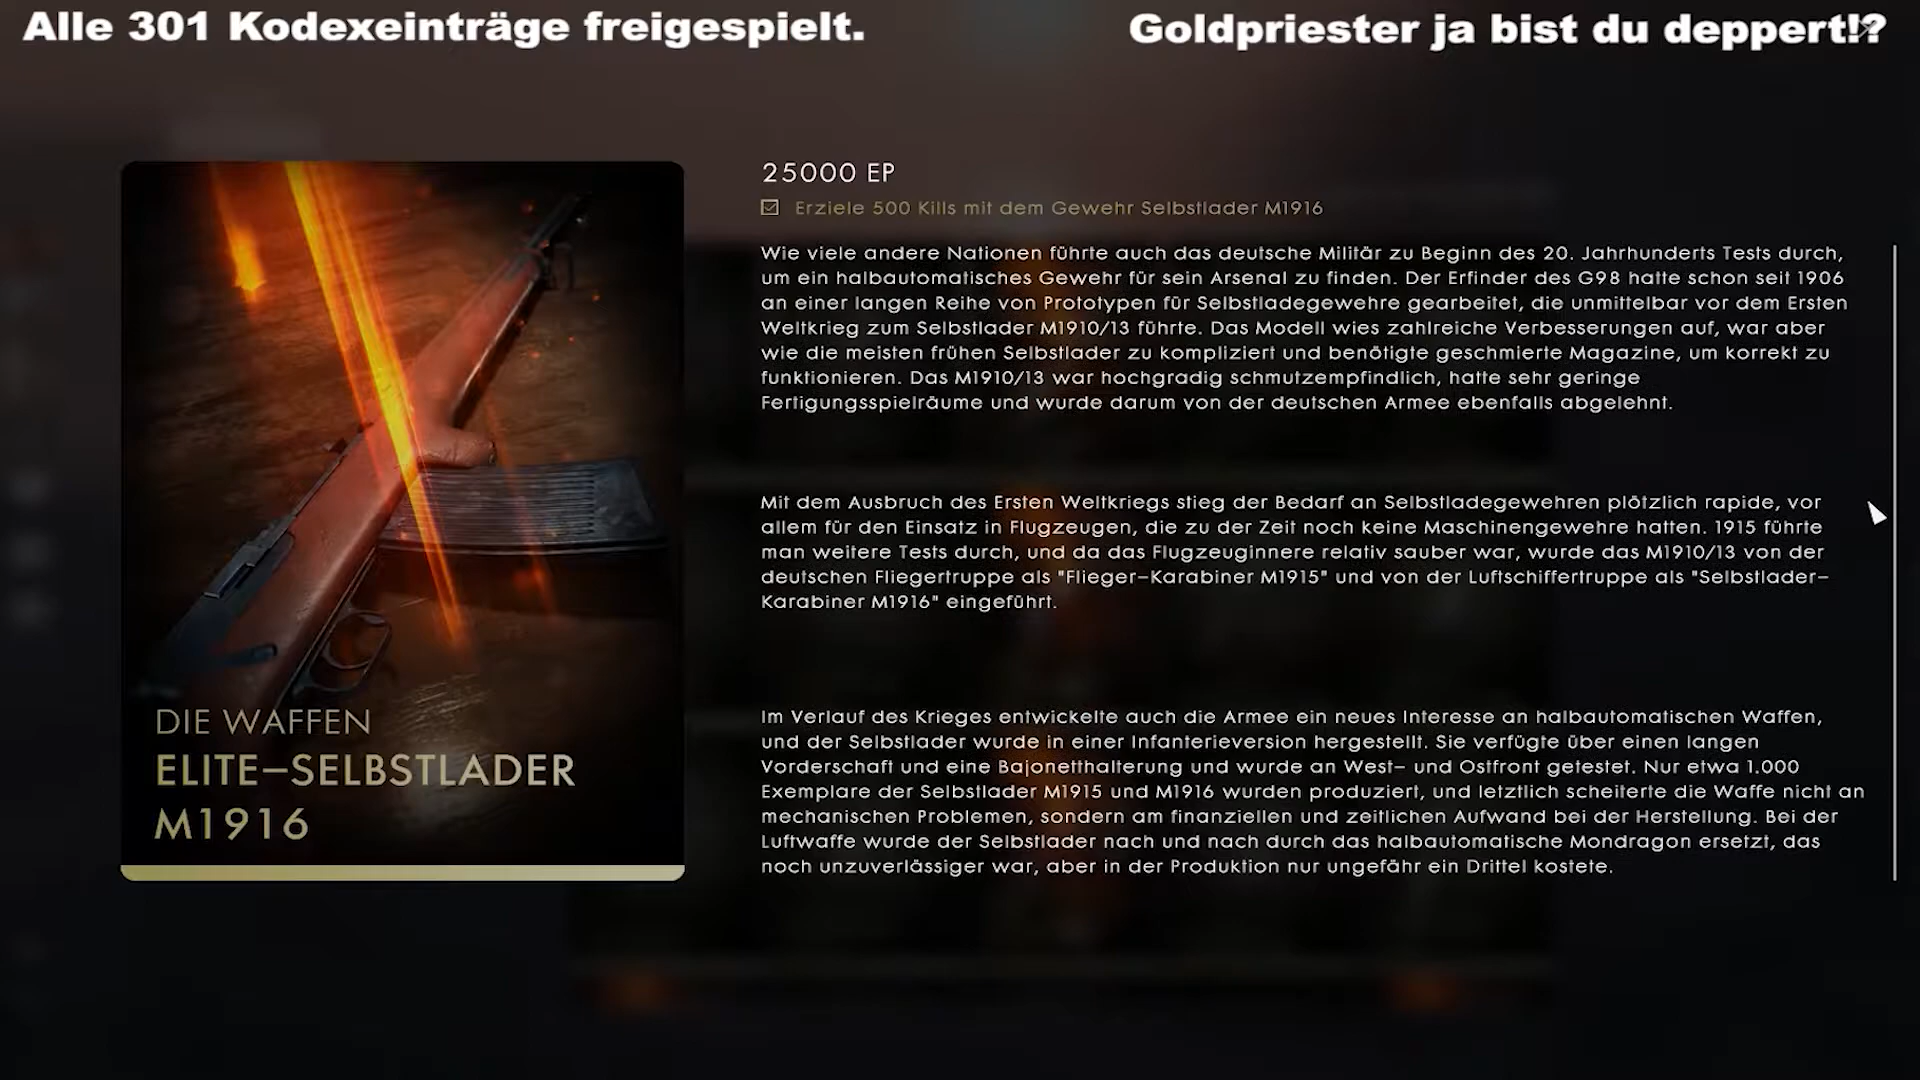 Alle 301 Kodexeinträge freigespielt.
Goldpriester ja bist du deppert!?
25000 EP
Erziele 500 Kills mit dem Gewehr Selbstlader M1916
Wie viele andere Nationen führte auch das deutsche Militär zu Beginn des 20. Jahrhunderts Tests durch,
um ein halbautomatisches Gewehr für sein Arsenal zu finden. Der Erfinder des G98 hatte schon seit 1906
an einer langen Reihe von Prototypen für Selbstladegewehre gearbeitet, die unmittelbar vor dem Ersten
Weltkrieg zum Selbstlader M1910/13 führte. Das Modell wies zahlreiche Verbesserungen auf, war aber
wie die meisten frühen Selbstlader zu kompliziert und benötigte geschmierte Magazine, um korrekt zu
funktionieren. Das M1910/13 war hochgradig schmutzempfindlich, hatte sehr geringe
Fertigungsspielräume und wurde darum von der deutschen Armee ebenfalls abgelehnt.
Mit dem Ausbruch des Ersten Weltkriegs stieg der Bedarf an Selbstladegewehren plötzlich rapide, vor
allem für den Einsatz in Flugzeugen, die zu der Zeit noch keine Maschinengewehre hatten. 1915 führte
man weitere Tests durch, und da das Flugzeuginnere relativ sauber war, wurde das M1910/13 von der
deutschen Fliegertruppe als "Flieger-Karabiner M1915" und von der Luftschiffertruppe als "Selbstlader-
Karabiner M1916" eingeführt.
Im Verlauf des Krieges entwickelte auch die Armee ein neues Interesse an halbautomatischen Waffen,
und der Selbstlader wurde in einer Infanterieversion hergestellt. Sie verfügte über einen langen
Vorderschaft und eine Bajonetthalterung und wurde an West- und Ostfront getestet. Nur etwa 1.000
Exemplare der Selbstlader M1915 und M1916 wurden produziert, und letztlich scheiterte die Waffe nicht an
mechanischen Problemen, sondern am finanziellen und zeitlichen Aufwand bei der Herstellung. Bei der
Luftwaffe wurde der Selbstlader nach und nach durch das halbautomatische Mondragon ersetzt, das
noch unzuverlässiger war, aber in der Produktion nur ungefähr ein Drittel kostete.
DIE WAFFEN
ELITE-SELBSTLADER
M1916